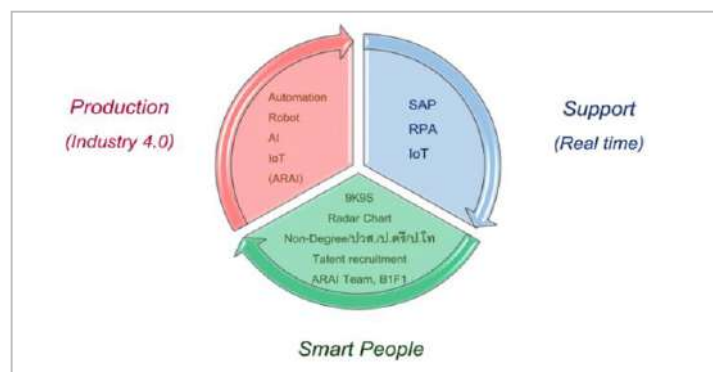 Production
(Industry 4.0)
Automation
Robot
AI
IoT
(ARAI)
SAP
RPA
IoT
Support
(Real time)
9K9S
Radar Chart
Non-Degree/ปวส./ป.ตรี/ป.โท
Talent recruitment
ARAI Team, B1F1
Smart People